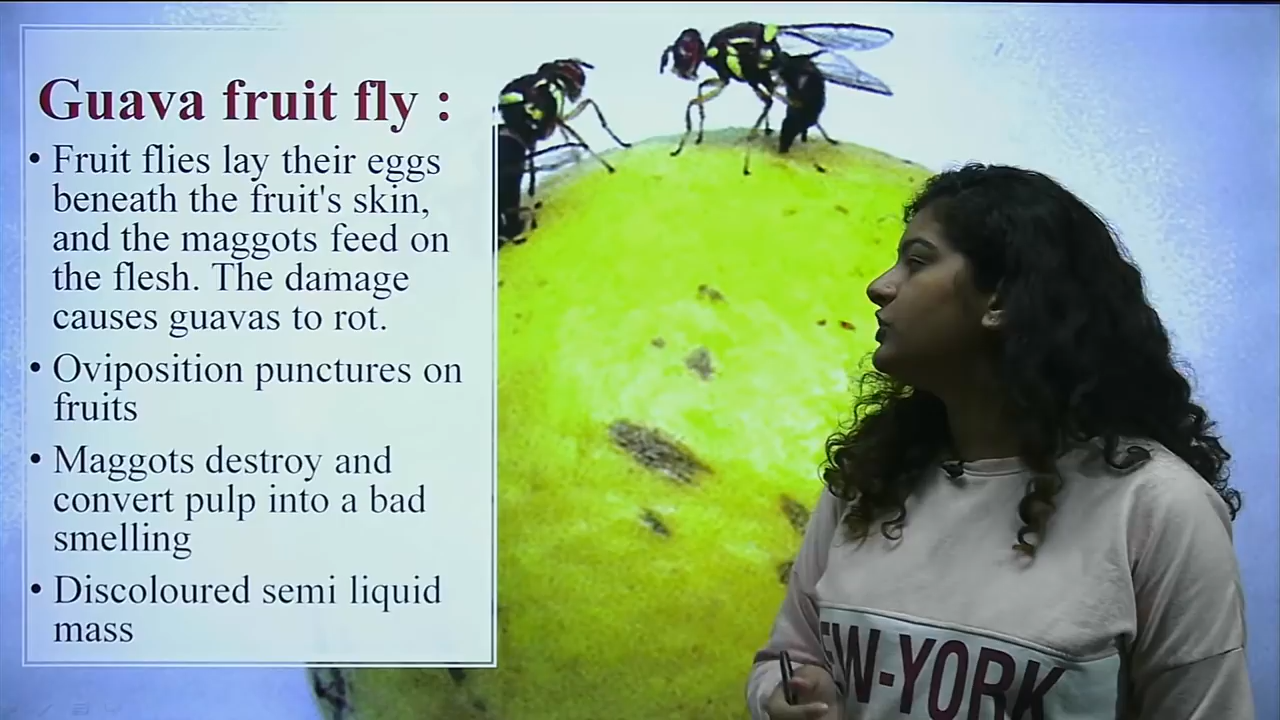 Guava fruit fly :
• Fruit flies lay their eggs
beneath the fruit's skin,
and the maggots feed on
the flesh. The damage
causes guavas to rot.
• Oviposition punctures on
fruits
• Maggots destroy and
convert pulp into a bad
smelling
• Discoloured semi liquid
mass
EW-YORK